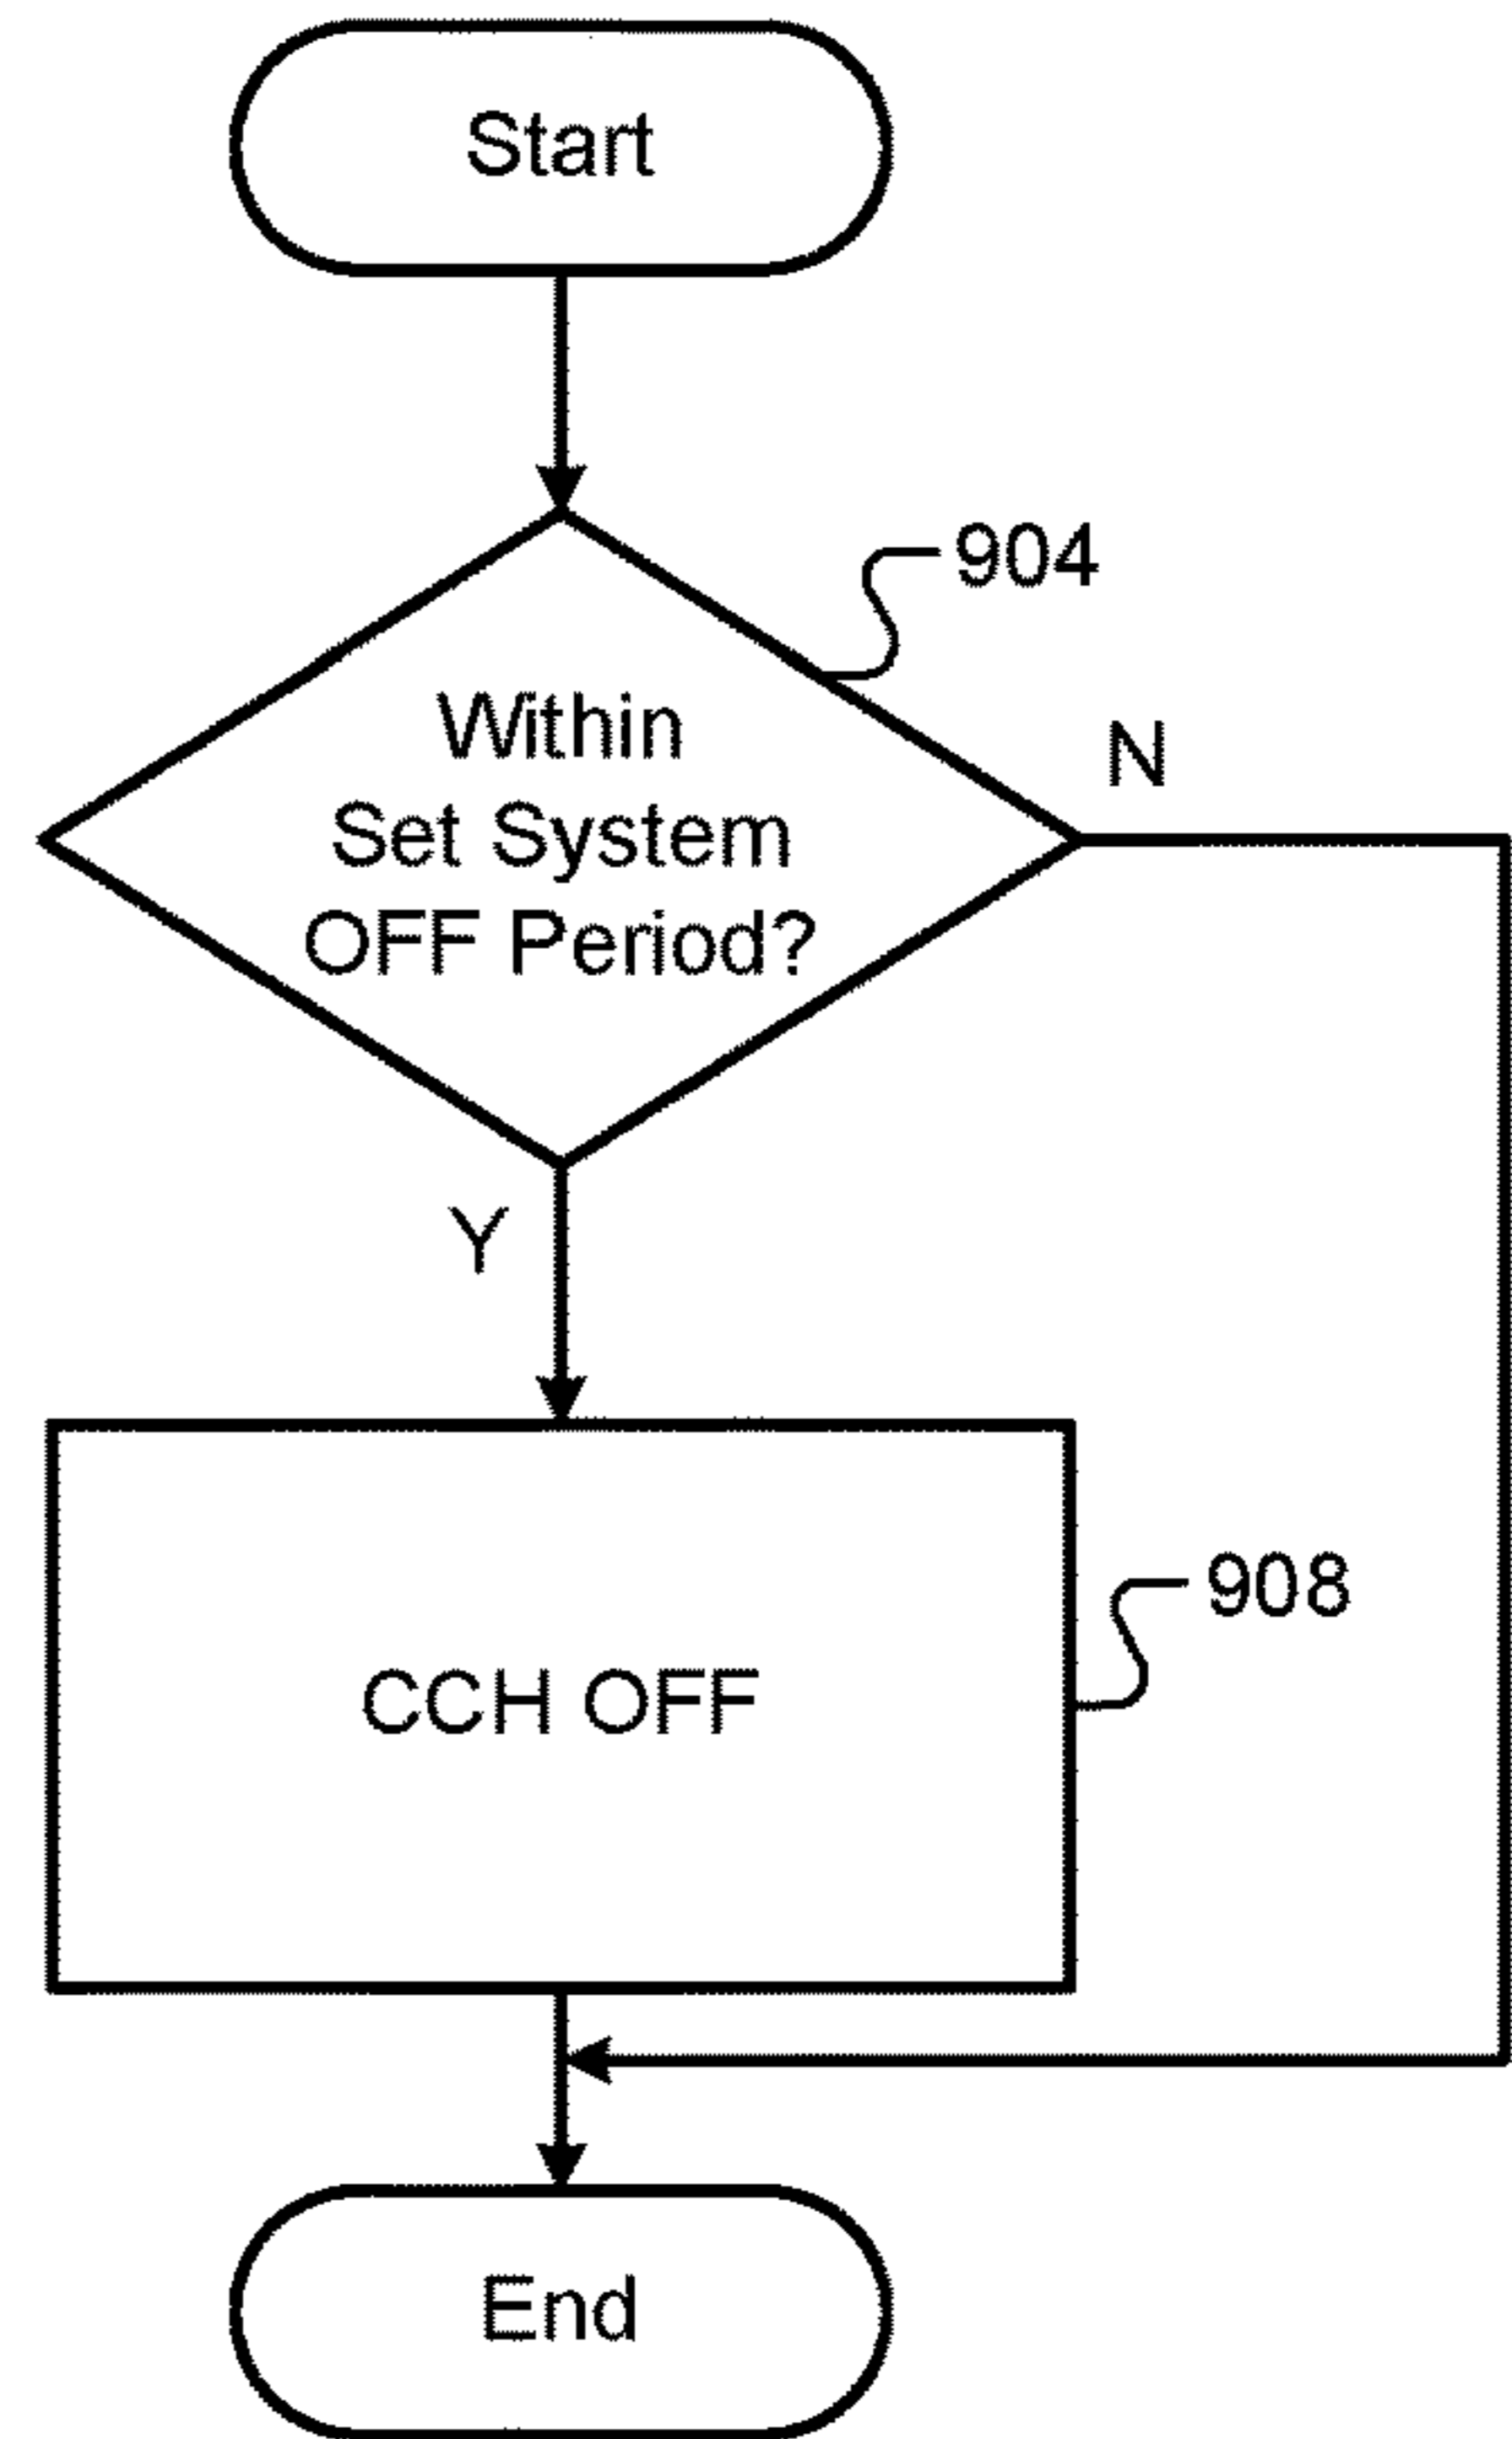 Start
904
Within
Set System
OFF Period?
N
Y
908
CCH OFF
End